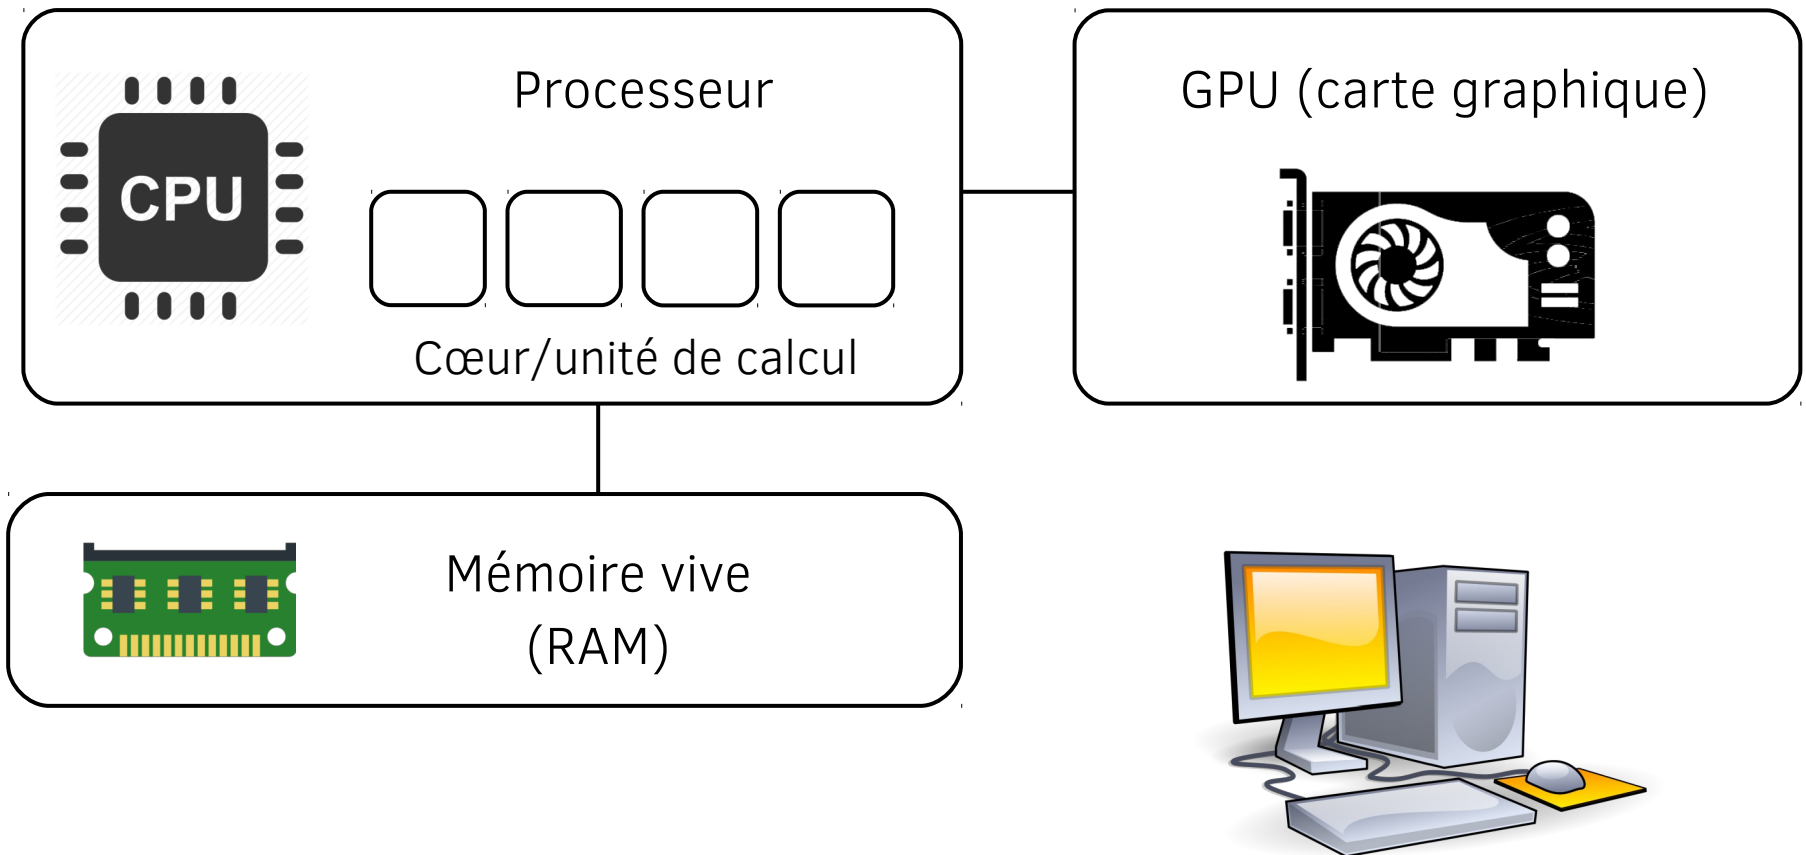 Processeur
CPU
Cœur/unité de calcul
GPU (carte graphique)
Mémoire vive
(RAM)